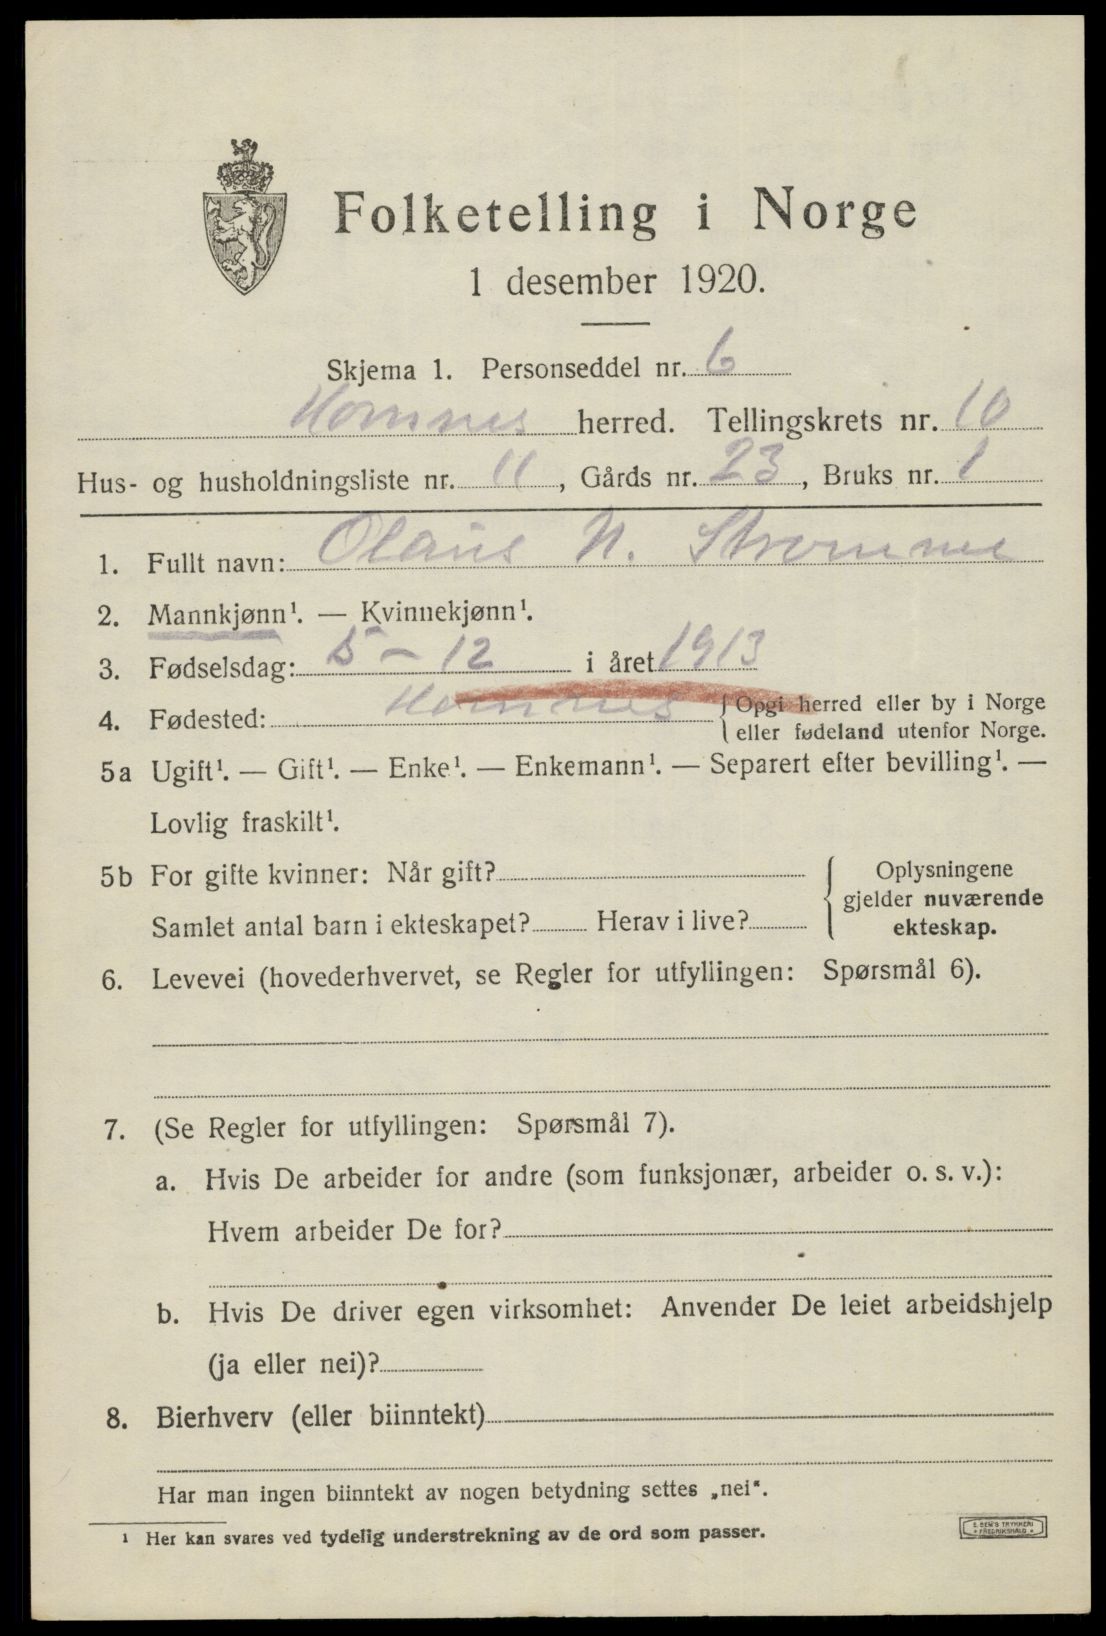 Folketelling i Norge
1 desember 1920.
Skjema 1. Personseddel nr. 6
Hornnes herred. Tellingskrets nr. 10
Hus- og husholdningsliste nr. 11, Gårds nr. 23, Bruks nr. 1
1. Fullt navn: Olaus N. Strømme
2. Mannkjønn¹. — Kvinnekjønn¹.
3. Fødselsdag: 5 - 12 i året 1913
4. Fødested: Hornnes { Opgi herred eller by i Norge
eller fødeland utenfor Norge.
5a Ugift¹. — Gift¹. — Enke¹. — Enkemann¹. — Separert efter bevilling¹. —
Lovlig fraskilt¹.
5b For gifte kvinner: Når gift?
Samlet antal barn i ekteskapet? Herav i live?
{ Oplysningene
gjelder nuværende
ekteskap.
6. Levevei (hovederhvervet, se Regler for utfyllingen: Spørsmål 6).
7. (Se Regler for utfyllingen: Spørsmål 7).
a. Hvis De arbeider for andre (som funksjonær, arbeider o. s. v.):
Hvem arbeider De for?
b. Hvis De driver egen virksomhet: Anvender De leiet arbeidshjelp
(ja eller nei)?
8. Bierhverv (eller biinntekt)
Har man ingen biinntekt av nogen betydning settes „nei“.
¹ Her kan svares ved tydelig understrekning av de ord som passer.
E. SEM'S TRYKKERI
FREDRIKSHALD